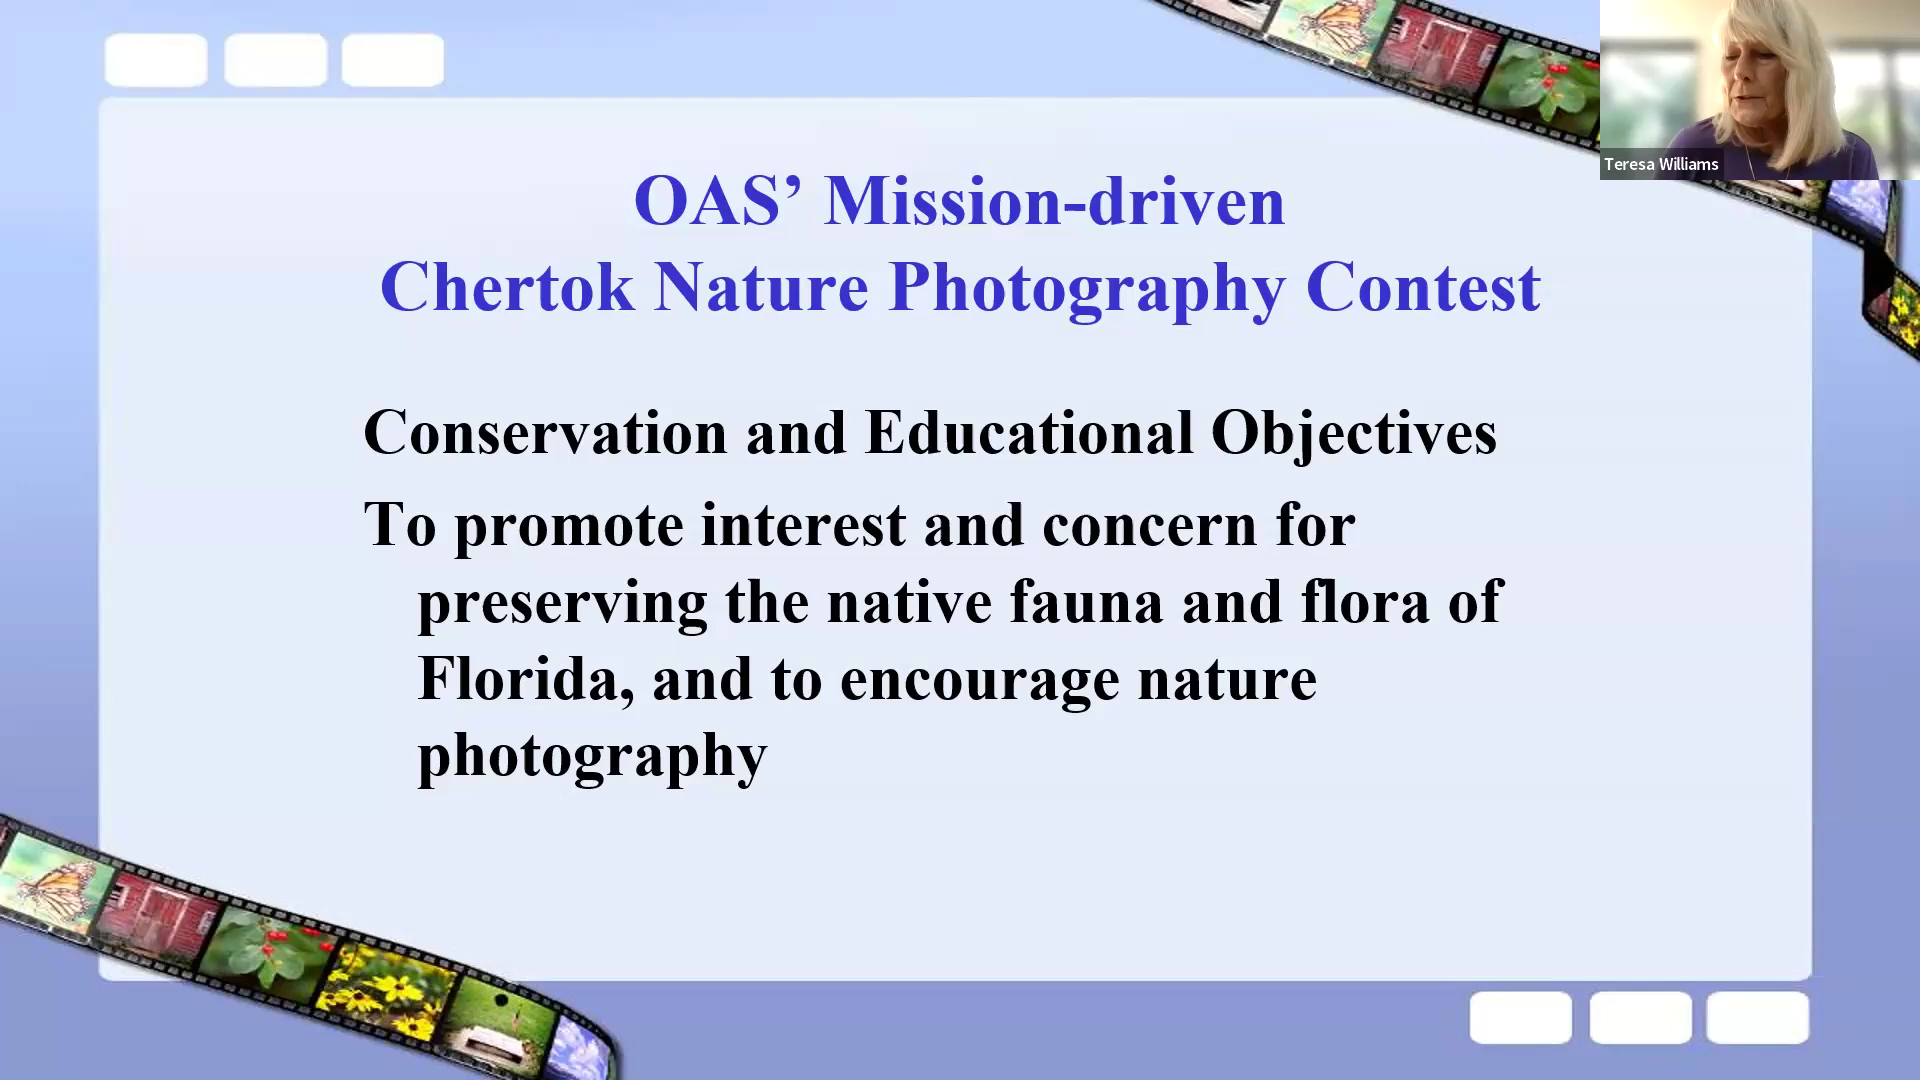 OAS’ Mission-driven
Chertok Nature Photography Contest
Teresa Williams
Conservation and Educational Objectives
To promote interest and concern for
preserving the native fauna and flora of
Florida, and to encourage nature
photography